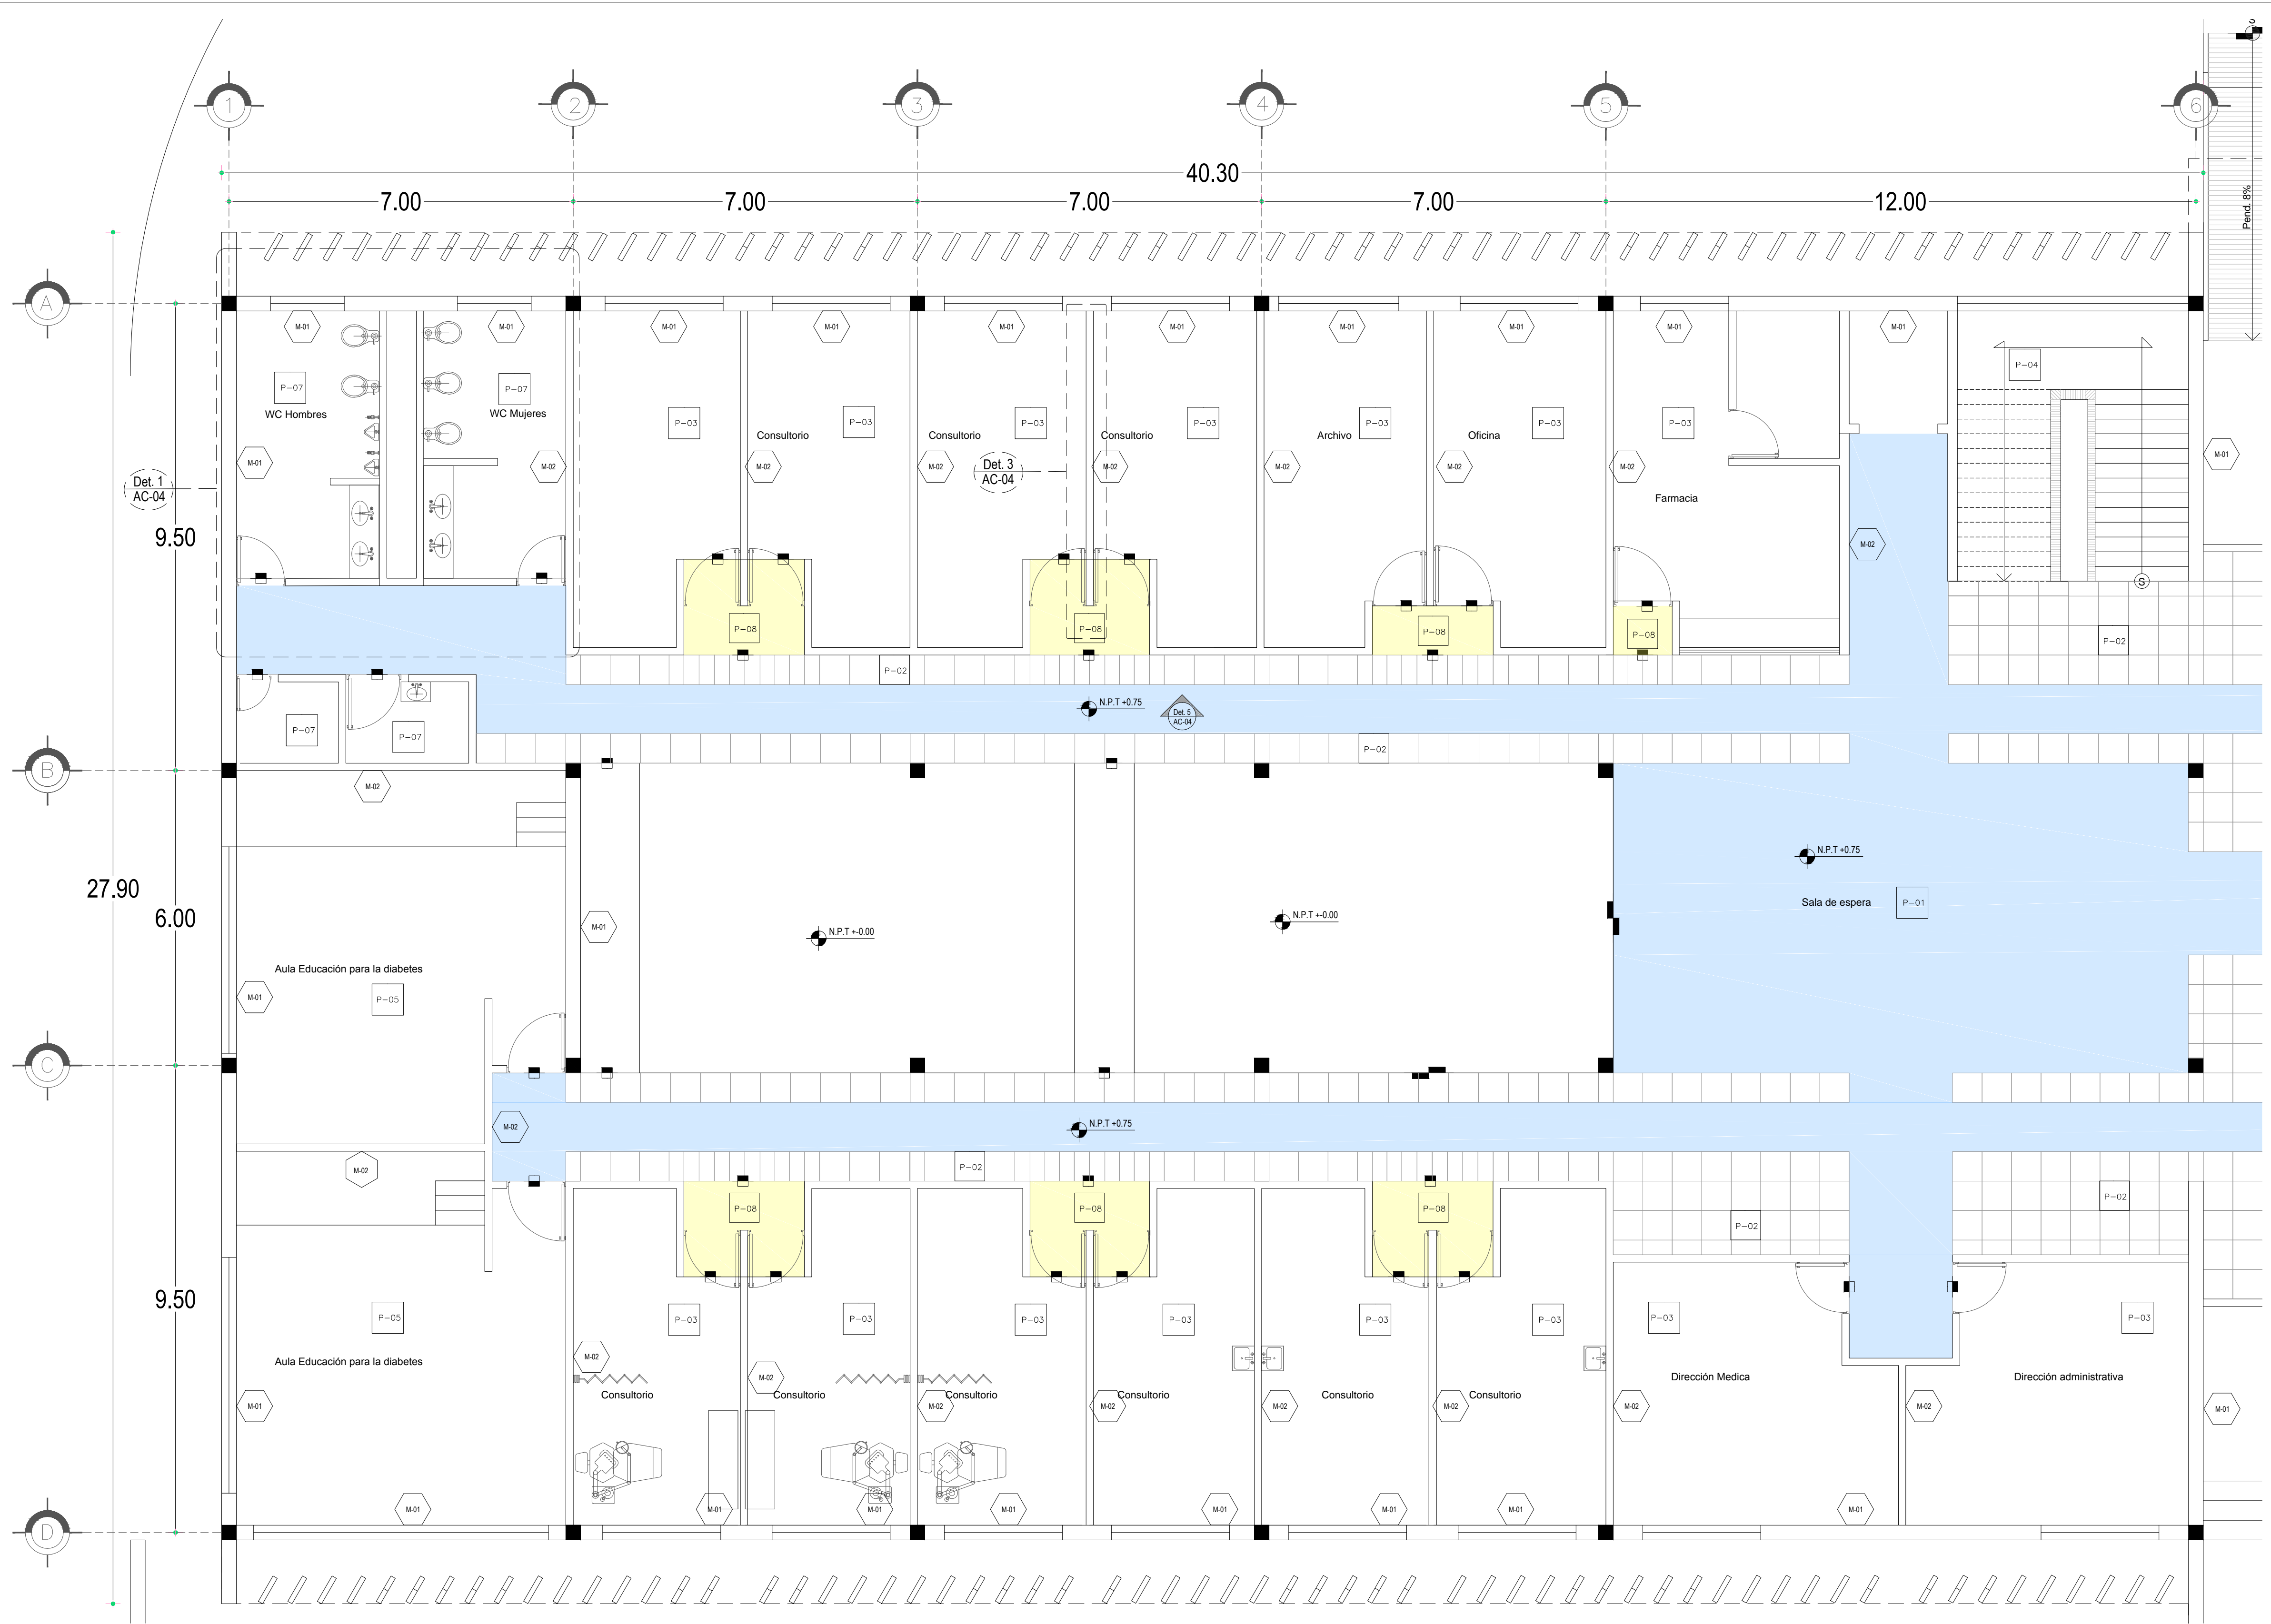 S
1
2
3
4
5
6
40.30
7.00
7.00
7.00
7.00
12.00
Pend. 8%
A
M-01
M-01
M-01
M-01
M-01
M-01
M-01
M-01
M-01
M-01
P-04
P-07
WC Hombres
P-07
WC Mujeres
P-03
P-03
P-03
P-03
P-03
P-03
P-03
Consultorio
Consultorio
Consultorio
Archivo
Oficina
M-01
M-02
M-02
M-02
M-02
M-02
M-02
M-02
M-01
Det. 1
AC-04
Det. 3
AC-04
Farmacia
9.50
M-02
S
P-08
P-08
P-08
P-08
P-02
P-02
N.P.T +0.75
Det. 5
AC-04
P-07
P-07
P-02
B
M-02
N.P.T +0.75
27.90
6.00
Sala de espera
P-01
M-01
N.P.T +-0.00
N.P.T +-0.00
Aula Educación para la diabetes
M-01
P-05
C
M-02
N.P.T +0.75
M-02
P-02
P-08
P-08
P-08
P-02
P-02
9.50
P-05
P-03
P-03
P-03
P-03
P-03
P-03
P-03
P-03
Aula Educación para la diabetes
M-02
M-02
Dirección Medica
Dirección administrativa
Consultorio
Consultorio
Consultorio
Consultorio
Consultorio
Consultorio
M-01
M-02
M-02
M-02
M-02
M-02
M-02
M-01
M-01
M-01
M-01
M-01
M-01
M-01
M-01
M-01
D